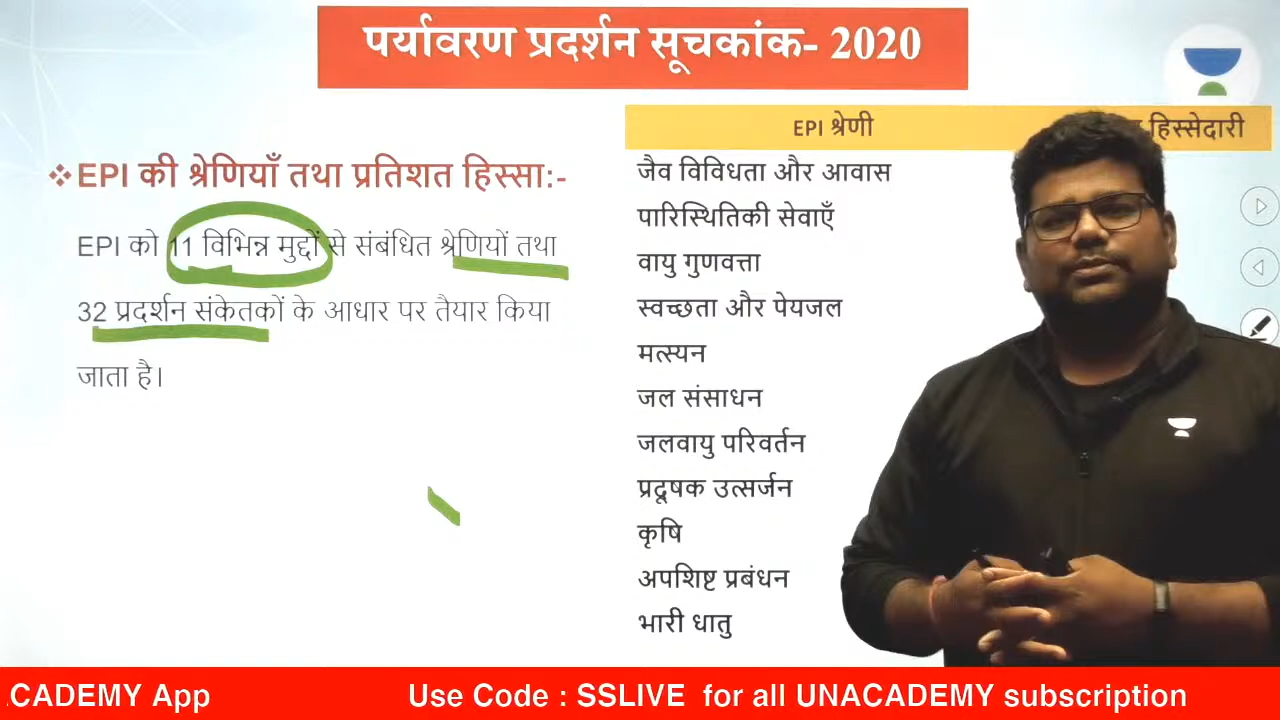 पर्यावरण प्रदर्शन सूचकांक- 2020
EPI की श्रेणियाँ तथा प्रतिशत हिस्सा:-
EPI को 11 विभिन्न मुद्दों से संबंधित श्रेणियों तथा
32 प्रदर्शन संकेतकों के आधार पर तैयार किया
जाता है।
EPI श्रेणी
हिस्सेदारी
जैव विविधता और आवास
पारिस्थितिकी सेवाएँ
वायु गुणवत्ता
स्वच्छता और पेयजल
मत्स्यन
जल संसाधन
जलवायु परिवर्तन
प्रदूषक उत्सर्जन
कृषि
अपशिष्ट प्रबंधन
भारी धातु
CADEMY App
Use Code : SSLIVE for all UNACADEMY subscription